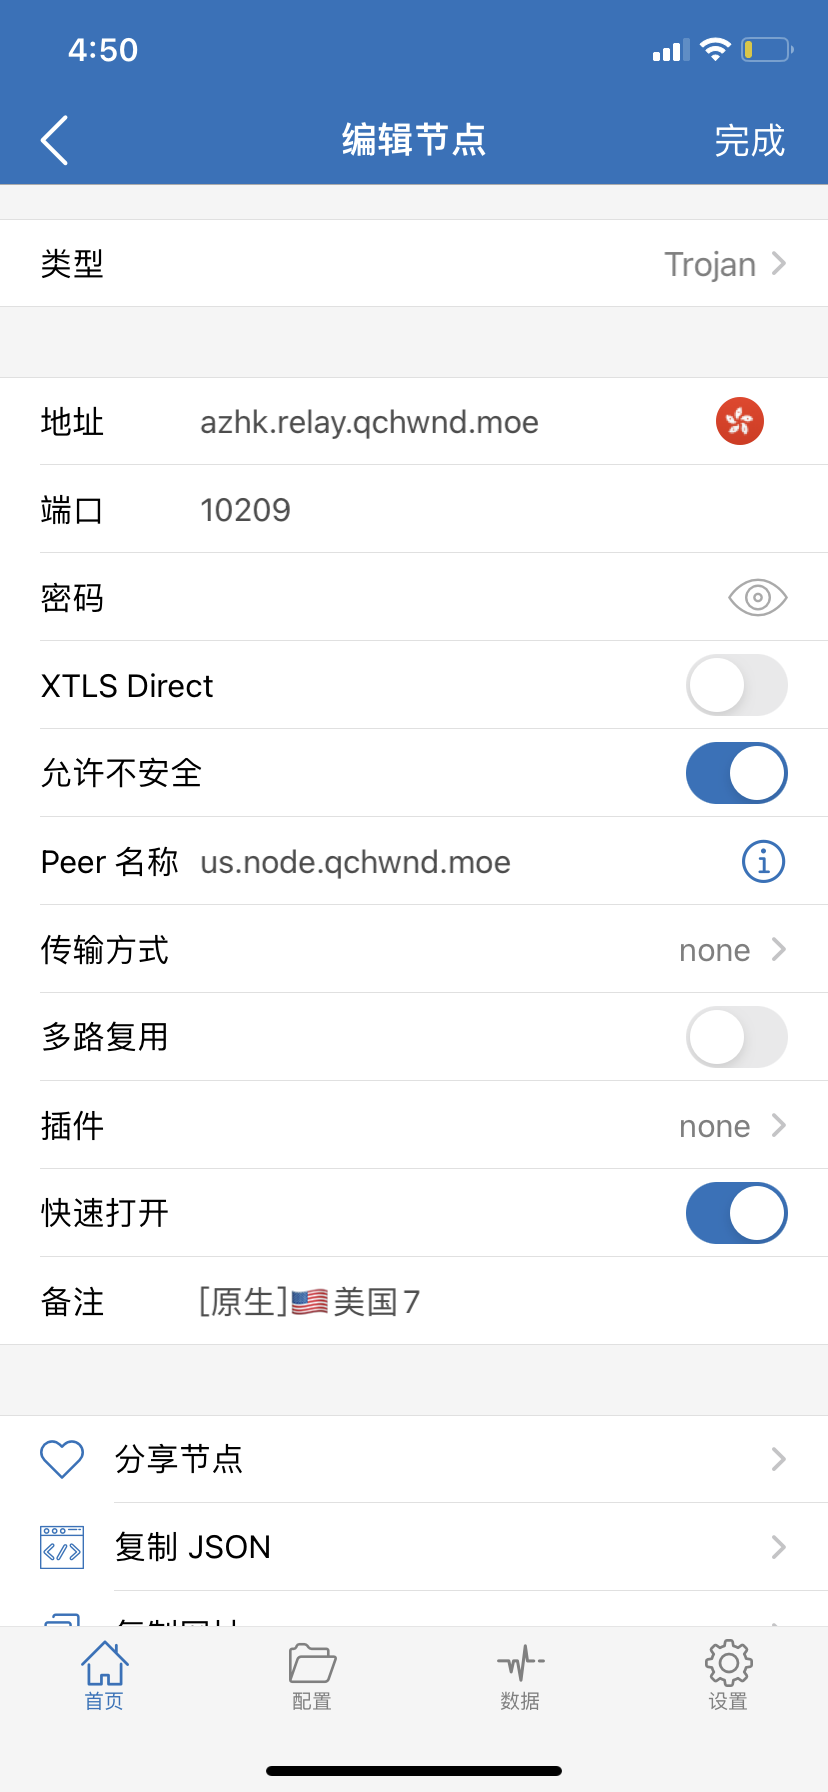 4:50
编辑节点
完成
类型 Trojan
地址 azhk.relay.qchwnd.moe
端口 10209
密码
XTLS Direct
允许不安全
Peer 名称 us.node.qchwnd.moe
传输方式 none
多路复用
插件 none
快速打开
备注 [原生]🇺🇸美国7
分享节点
复制 JSON
首页 配置 数据 设置